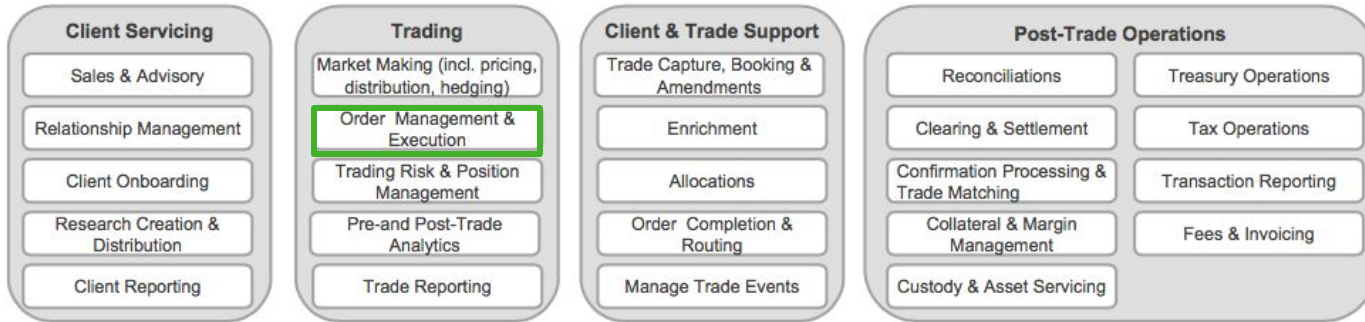 Client Servicing
Sales & Advisory
Relationship Management
Client Onboarding
Research Creation &
Distribution
Client Reporting
Trading
Market Making (incl. pricing,
distribution, hedging)
Order Management &
Execution
Trading Risk & Position
Management
Pre-and Post-Trade
Analytics
Trade Reporting
Client & Trade Support
Trade Capture, Booking &
Amendments
Enrichment
Allocations
Order Completion &
Routing
Manage Trade Events
Post-Trade Operations
Reconciliations
Clearing & Settlement
Confirmation Processing &
Trade Matching
Collateral & Margin
Management
Custody & Asset Servicing
Treasury Operations
Tax Operations
Transaction Reporting
Fees & Invoicing